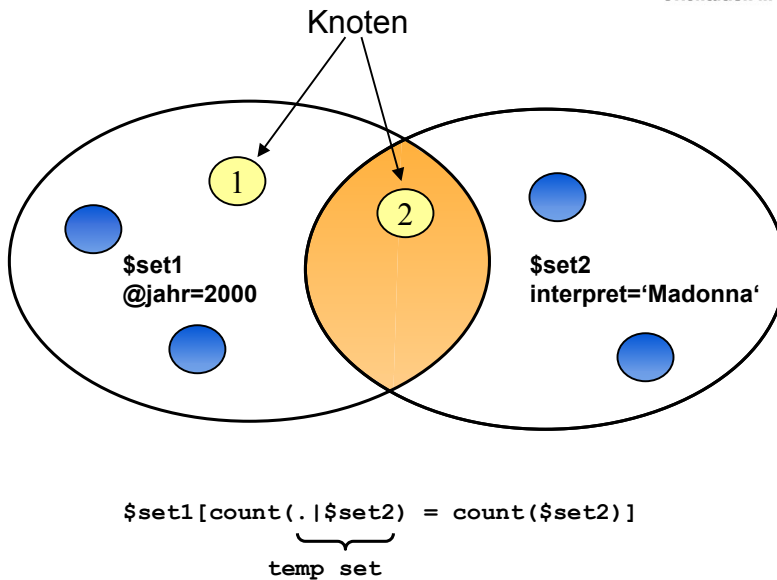 Knoten
1
2
$set1
@jahr=2000
$set2
interpret=‘Madonna‘
$set1[count(.|$set2) = count($set2)]
temp set